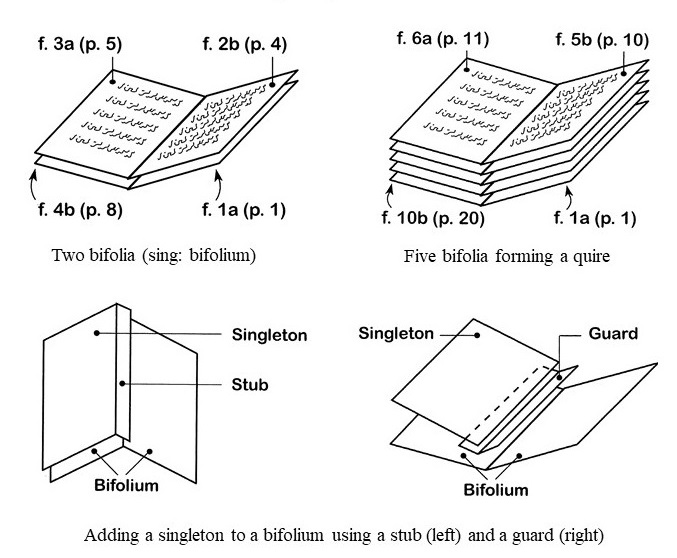 f. 3a (p. 5)
f. 2b (p. 4)
f. 4b (p. 8)
f. 1a (p. 1)
Two bifolia (sing: bifolium)
f. 6a (p. 11)
f. 5b (p. 10)
f. 10b (p. 20)
f. 1a (p. 1)
Five bifolia forming a quire
Singleton
Stub
Bifolium
Singleton
Guard
Bifolium
Adding a singleton to a bifolium using a stub (left) and a guard (right)